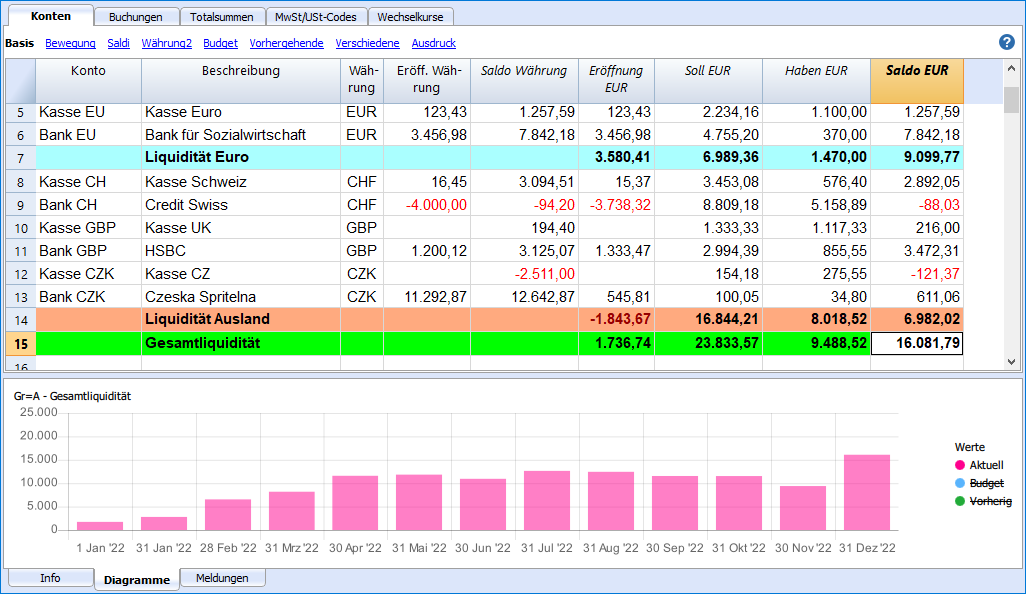 Konten Buchungen Totalsummen MwSt/USt-Codes Wechselkurse
Basis Bewegung Saldi Währung2 Budget Vorhergehende Verschiedene Ausdruck ?
Konto Beschreibung Wäh- Eröff. Wäh- Saldo Währung Eröffnung Soll EUR Haben EUR Saldo EUR
rung rung EUR
5 Kasse EU Kasse Euro EUR 123,43 1.257,59 123,43 2.234,16 1.100,00 1.257,59
6 Bank EU Bank für Sozialwirtschaft EUR 3.456,98 7.842,18 3.456,98 4.755,20 370,00 7.842,18
7 Liquidität Euro 3.580,41 6.989,36 1.470,00 9.099,77
8 Kasse CH Kasse Schweiz CHF 16,45 3.094,51 15,37 3.453,08 576,40 2.892,05
9 Bank CH Credit Swiss CHF -4.000,00 -94,20 -3.738,32 8.809,18 5.158,89 -88,03
10 Kasse GBP Kasse UK GBP 194,40 1.333,33 1.117,33 216,00
11 Bank GBP HSBC GBP 1.200,12 3.125,07 1.333,47 2.994,39 855,55 3.472,31
12 Kasse CZK Kasse CZ CZK -2.511,00 154,18 275,55 -121,37
13 Bank CZK Czeska Spritelna CZK 11.292,87 12.642,87 545,81 100,05 34,80 611,06
14 Liquidität Ausland -1.843,67 16.844,21 8.018,52 6.982,02
15 Gesamtliquidität 1.736,74 23.833,57 9.488,52 16.081,79
16
Gr=A - Gesamtliquidität
25.000
20.000
15.000
10.000
5.000
0
1 Jan '22 31 Jan '22 28 Feb '22 31 Mrz '22 30 Apr '22 31 Mai '22 30 Jun '22 31 Jul '22 31 Aug '22 30 Sep '22 31 Okt '22 30 Nov '22 31 Dez '22
Werte
Aktuell
Budget
Vorherig
Info Diagramme Meldungen